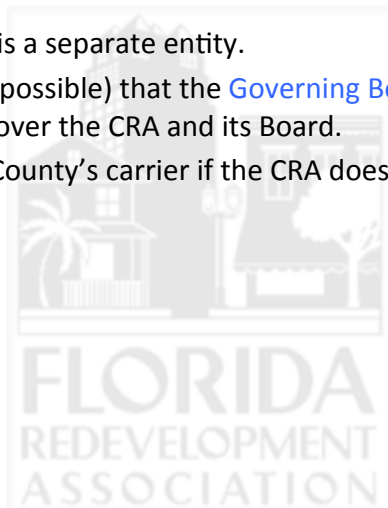 is a separate entity.
possible) that the Governing
over the CRA and its Board.
County's carrier if the CRA does
FLORIDA
REDEVELOPMENT
ASSOCIATION